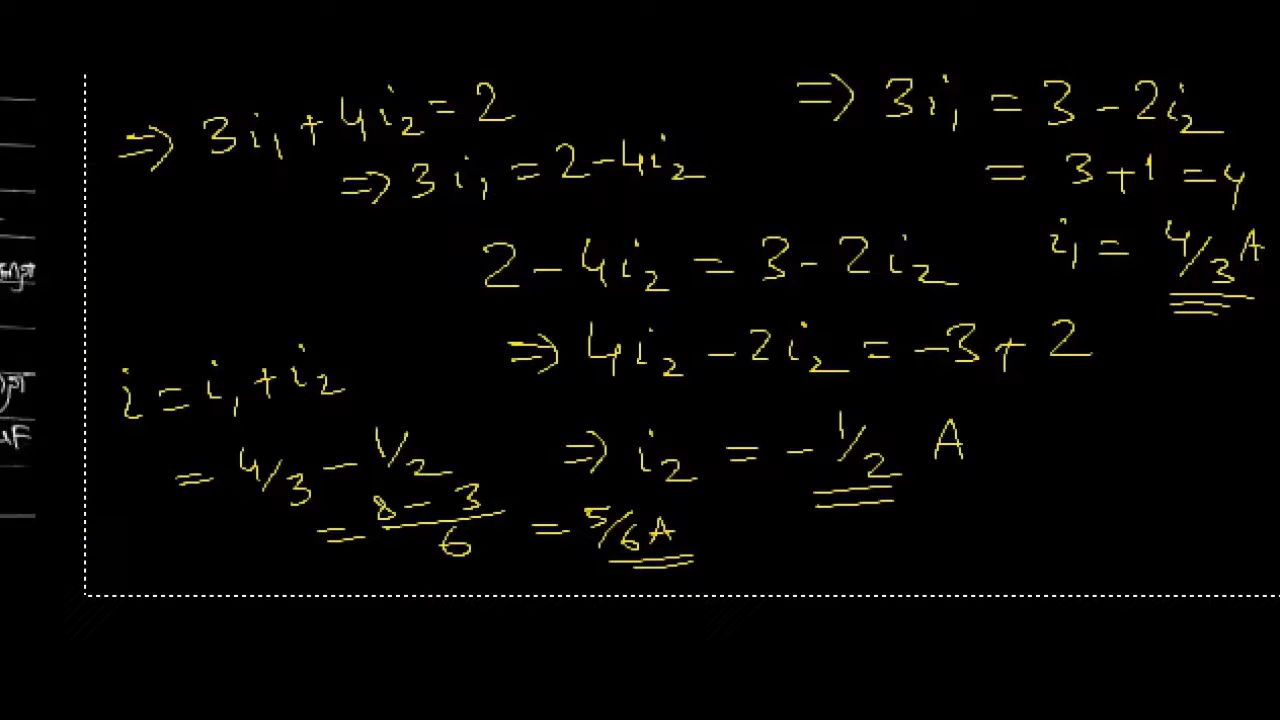 ⇒ 3i₁ + 4i₂ = 2
⇒ 3i₁ = 2 - 4i₂
2 - 4i₂ = 3 - 2i₂
⇒ 4i₂ - 2i₂ = -3 + 2
⇒ i₂ = - 1/2 A
⇒ 3i₁ = 3 - 2i₂
= 3 + 1 = 4
i₁ = 4/3 A
i = i₁ + i₂
= 4/3 - 1/2
= (8 - 3)/6 = 5/6 A